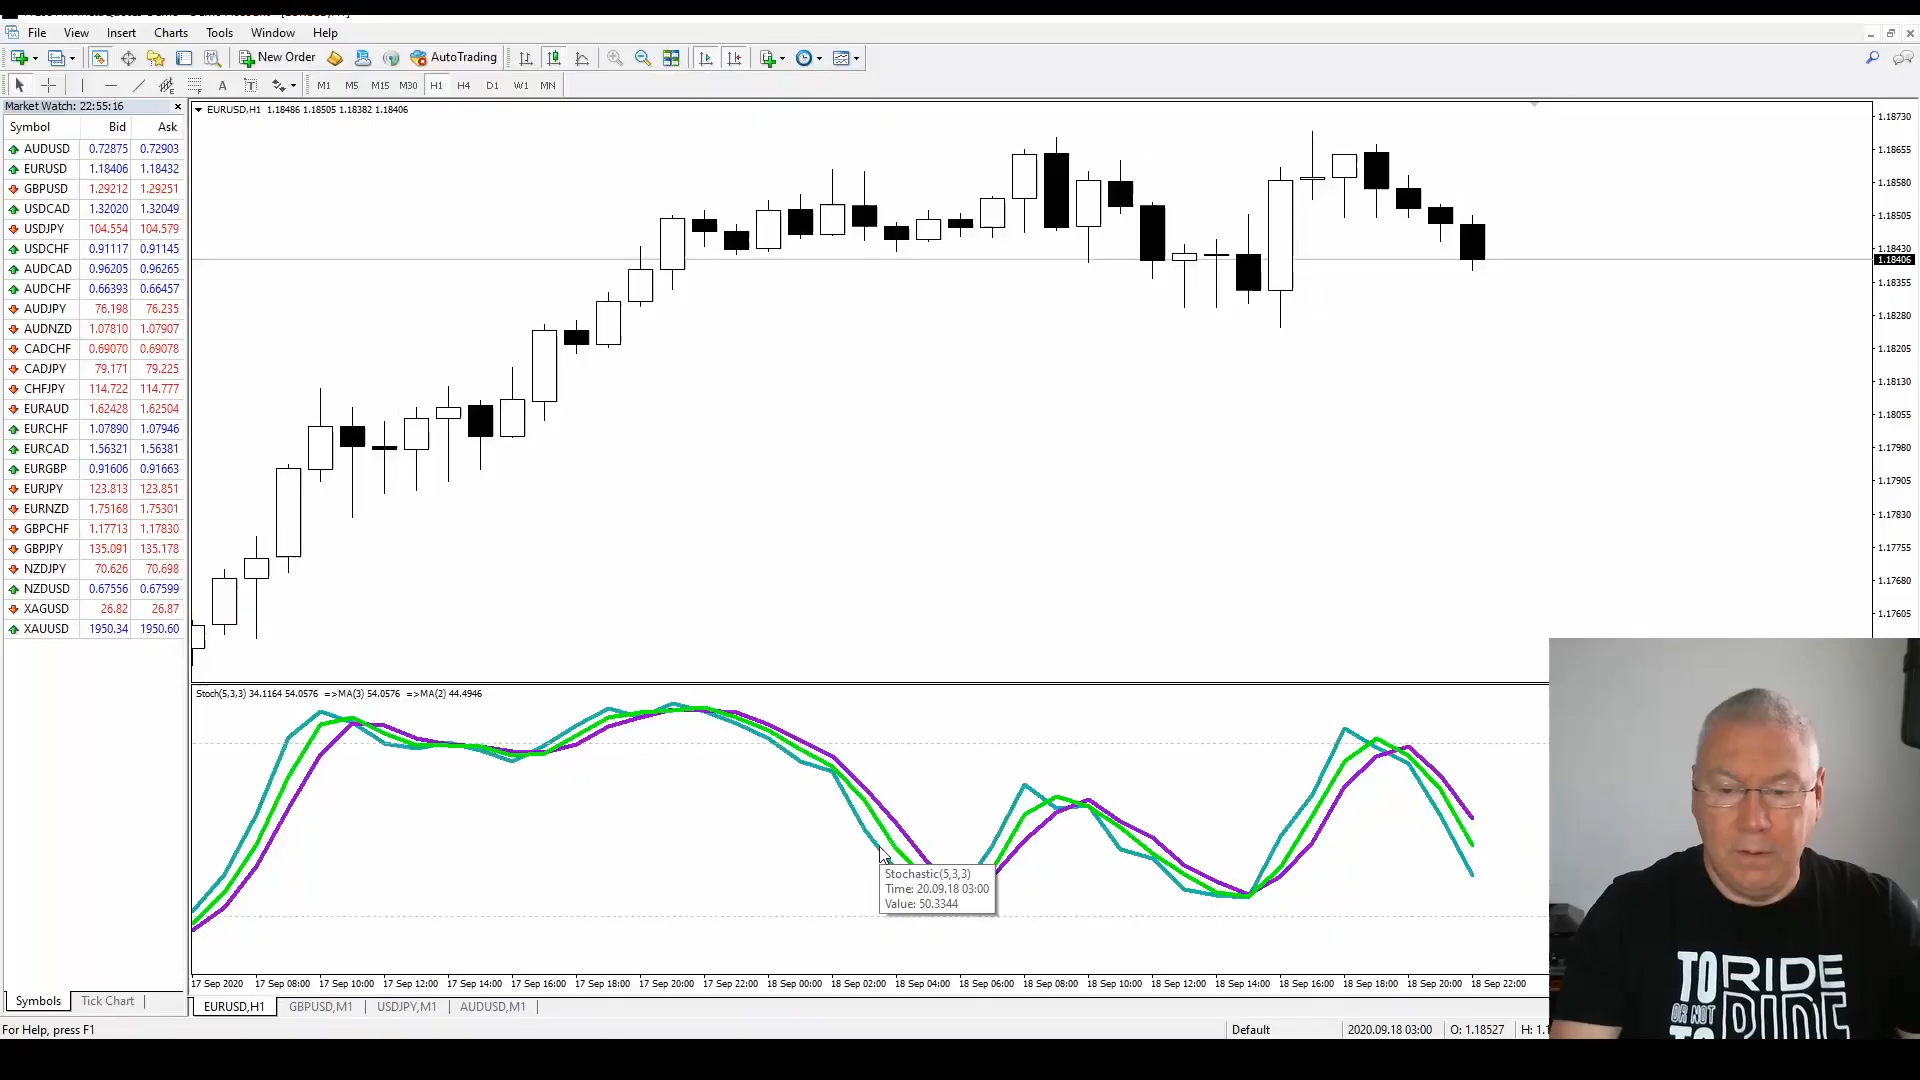 File View Insert Charts Tools Window Help
New Order AutoTrading
M1 M5 M15 M30 H1 H4 D1 W1 MN
Market Watch: 22:55:16
Symbol Bid Ask
AUDUSD 0.72875 0.72903
EURUSD 1.18406 1.18432
GBPUSD 1.29212 1.29251
USDCAD 1.32020 1.32049
USDJPY 104.554 104.579
USDCHF 0.91117 0.91145
AUDCAD 0.96205 0.96265
AUDCHF 0.66393 0.66457
AUDJPY 76.198 76.235
AUDNZD 1.07810 1.07907
CADCHF 0.69070 0.69078
CADJPY 79.171 79.225
CHFJPY 114.722 114.777
EURAUD 1.62428 1.62504
EURCHF 1.07890 1.07946
EURCAD 1.56321 1.56381
EURGBP 0.91606 0.91663
EURJPY 123.813 123.851
EURNZD 1.75168 1.75301
GBPCHF 1.17713 1.17830
GBPJPY 135.091 135.178
NZDJPY 70.626 70.698
NZDUSD 0.67556 0.67599
XAGUSD 26.82 26.87
XAUUSD 1950.34 1950.60
Symbols Tick Chart
EURUSD,H1 1.18486 1.18505 1.18382 1.18406
1.18730
1.18655
1.18580
1.18505
1.18430
1.18406
1.18355
1.18280
1.18205
1.18130
1.18055
1.17980
1.17905
1.17830
1.17755
1.17680
1.17605
Stoch(5,3,3) 34.1164 54.0576 =>MA(3) 54.0576 =>MA(2) 44.4946
Stochastic(5,3,3)
Time: 20.09.18 03:00
Value: 50.3344
17 Sep 2020 17 Sep 08:00 17 Sep 10:00 17 Sep 12:00 17 Sep 14:00 17 Sep 16:00 17 Sep 18:00 17 Sep 20:00 17 Sep 22:00 18 Sep 00:00 18 Sep 02:00 18 Sep 04:00 18 Sep 06:00 18 Sep 08:00 18 Sep 10:00 18 Sep 12:00 18 Sep 14:00 18 Sep 16:00 18 Sep 18:00 18 Sep 20:00 18 Sep 22:00
EURUSD,H1 GBPUSD,M1 USDJPY,M1 AUDUSD,M1
For Help, press F1 Default 2020.09.18 03:00 O: 1.18527 H: 1.1
TO RIDE
OR NOT
TO RIDE